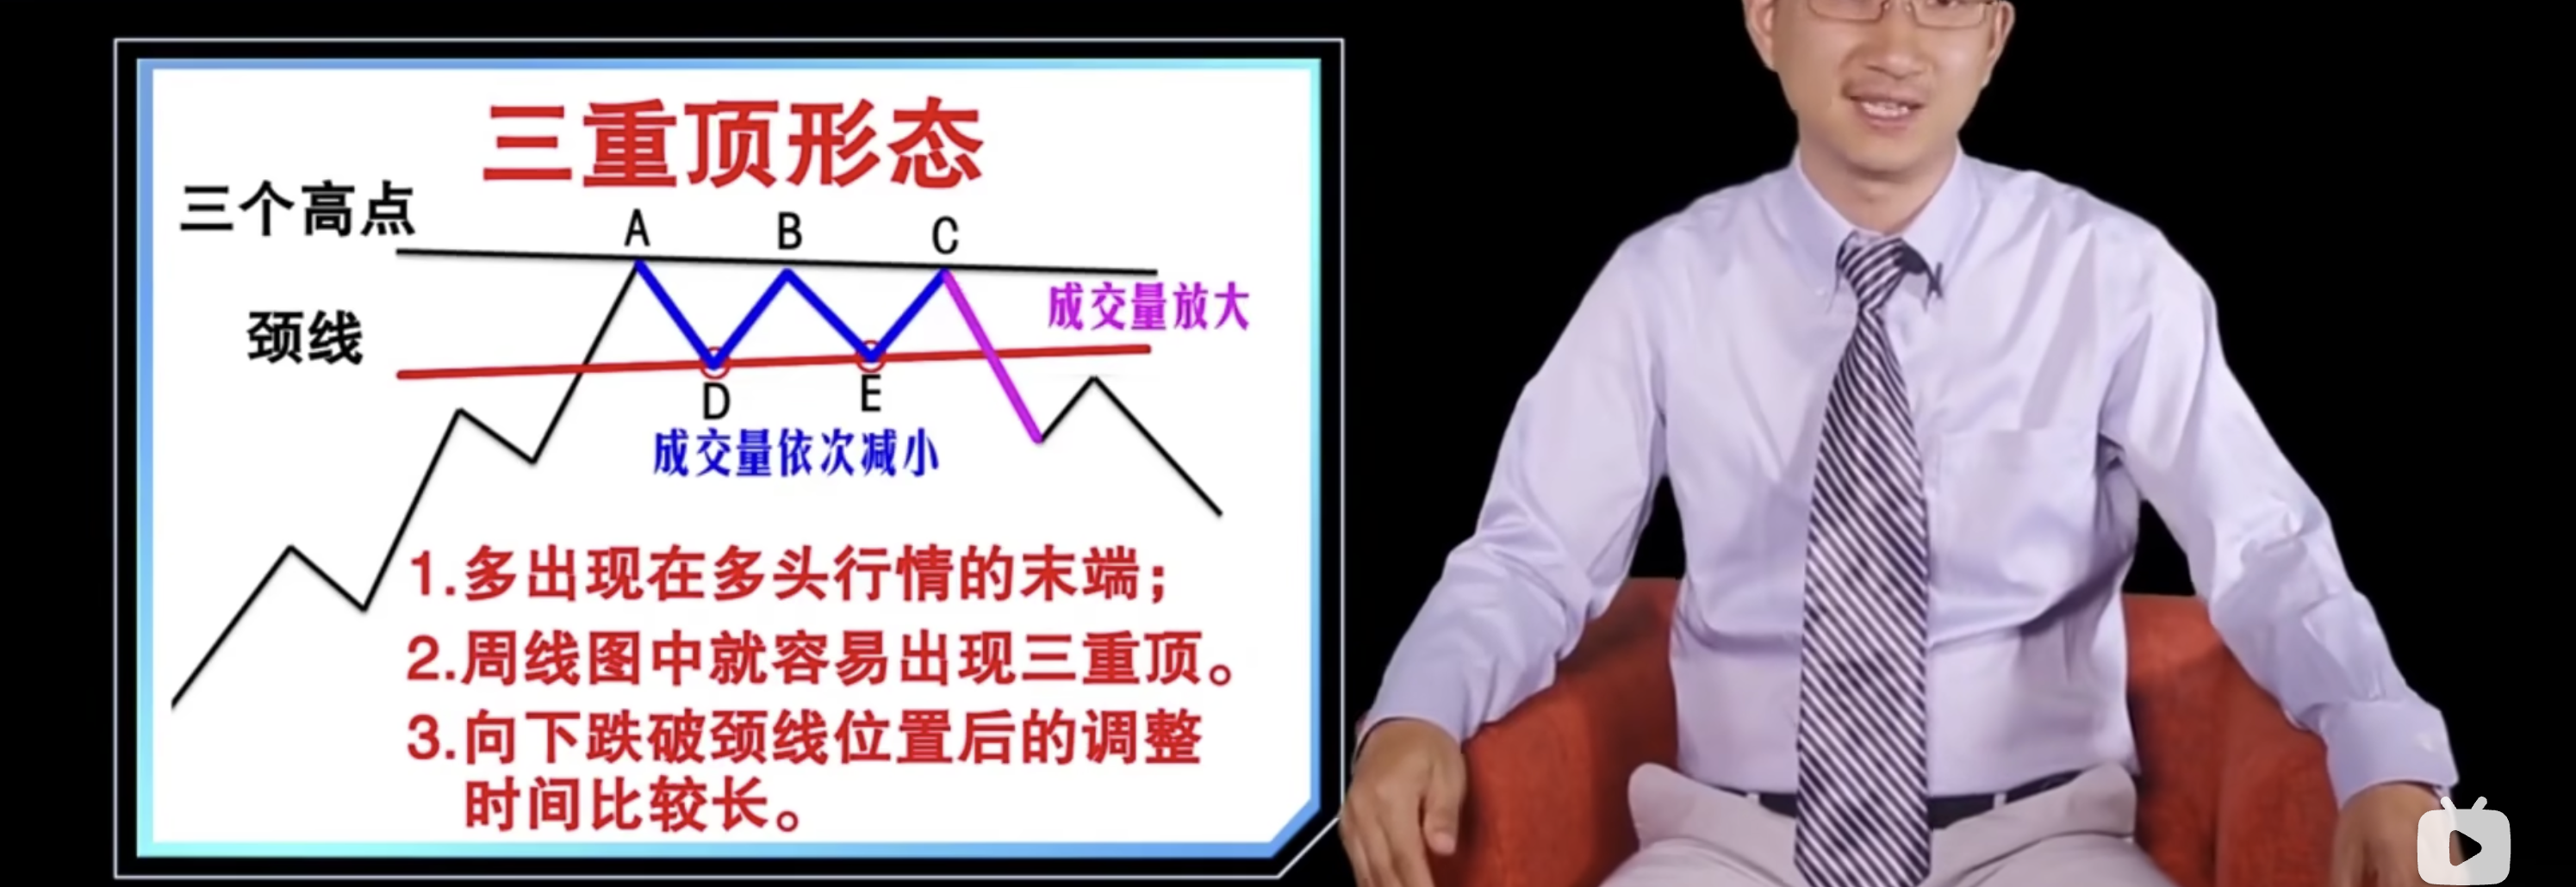 三重顶形态
三个高点
A
B
C
成交量放大
颈线
D
E
成交量依次减小
1.多出现在多头行情的末端；
2.周线图中就容易出现三重顶。
3.向下跌破颈线位置后的调整
时间比较长。